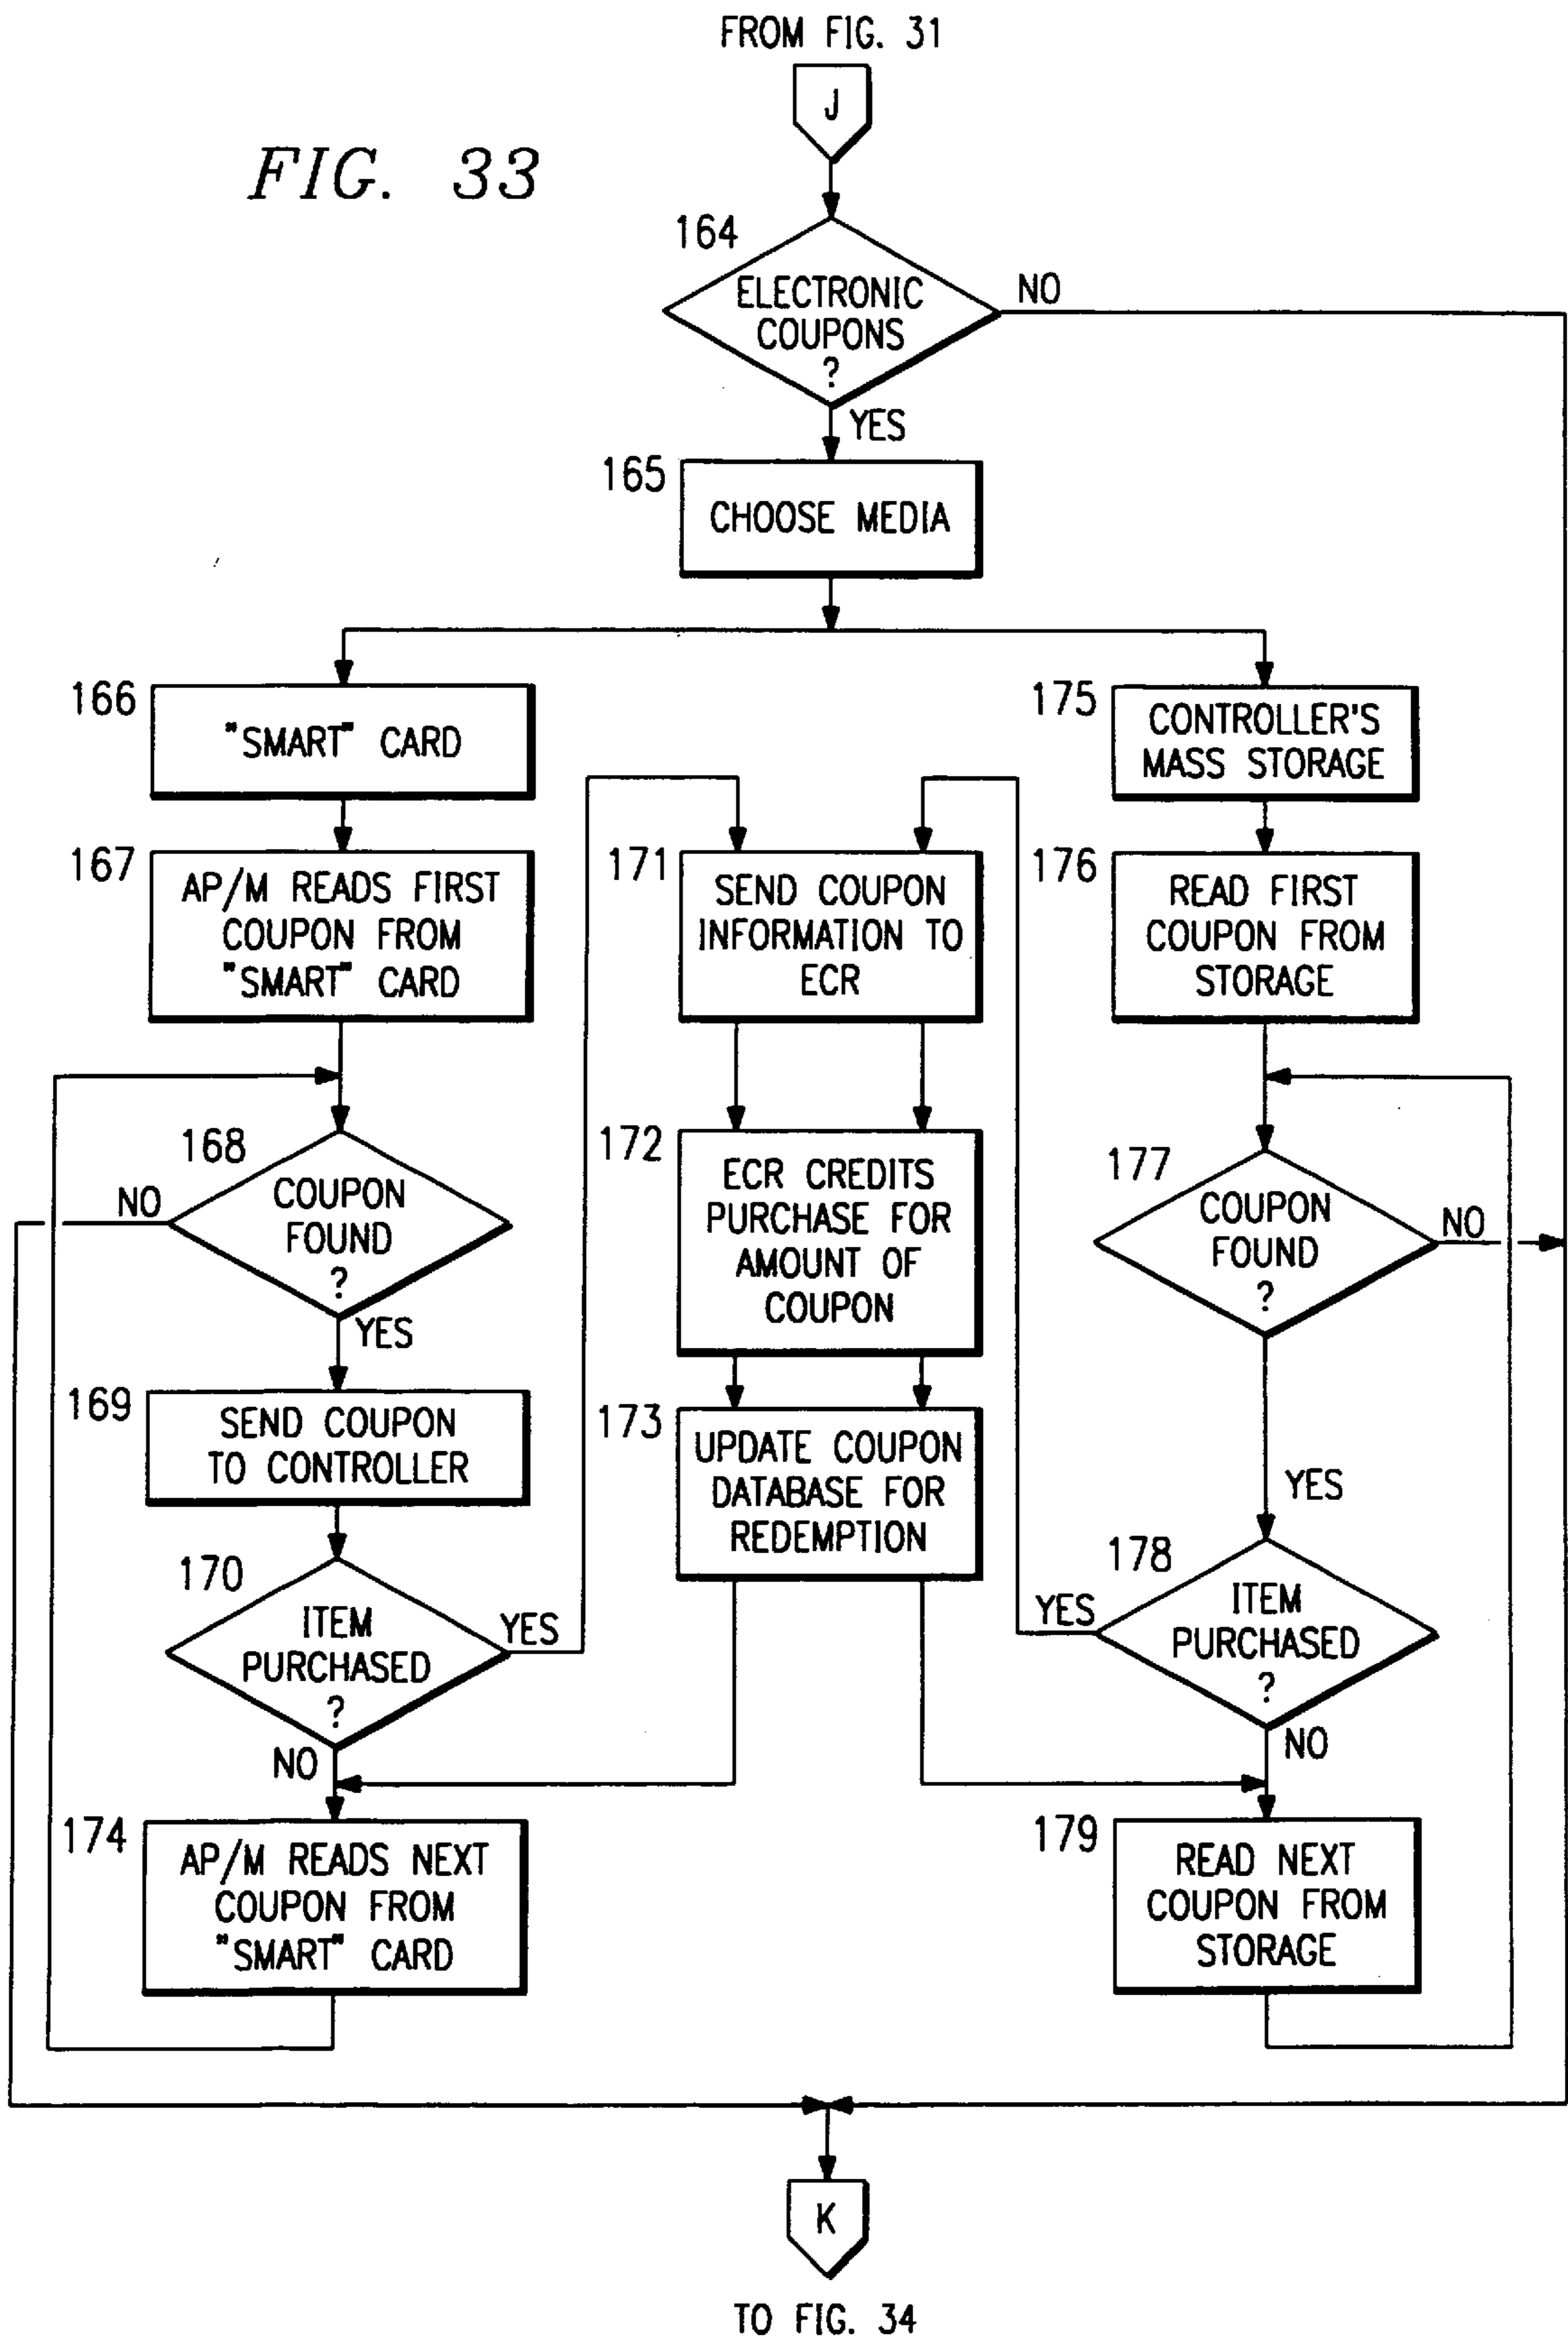 FROM FIG. 31
J
FIG. 33
164
ELECTRONIC
COUPONS
?
NO
YES
165
CHOOSE MEDIA
166
"SMART" CARD
175
CONTROLLER'S
MASS STORAGE
167
AP/M READS FIRST
COUPON FROM
"SMART" CARD
171
SEND COUPON
INFORMATION TO
ECR
176
READ FIRST
COUPON FROM
STORAGE
168
COUPON
FOUND
?
NO
YES
172
ECR CREDITS
PURCHASE FOR
AMOUNT OF
COUPON
177
COUPON
FOUND
?
NO
YES
169
SEND COUPON
TO CONTROLLER
173
UPDATE COUPON
DATABASE FOR
REDEMPTION
170
ITEM
PURCHASED
?
YES
NO
178
ITEM
PURCHASED
?
YES
NO
174
AP/M READS NEXT
COUPON FROM
"SMART" CARD
179
READ NEXT
COUPON FROM
STORAGE
K
TO FIG. 34